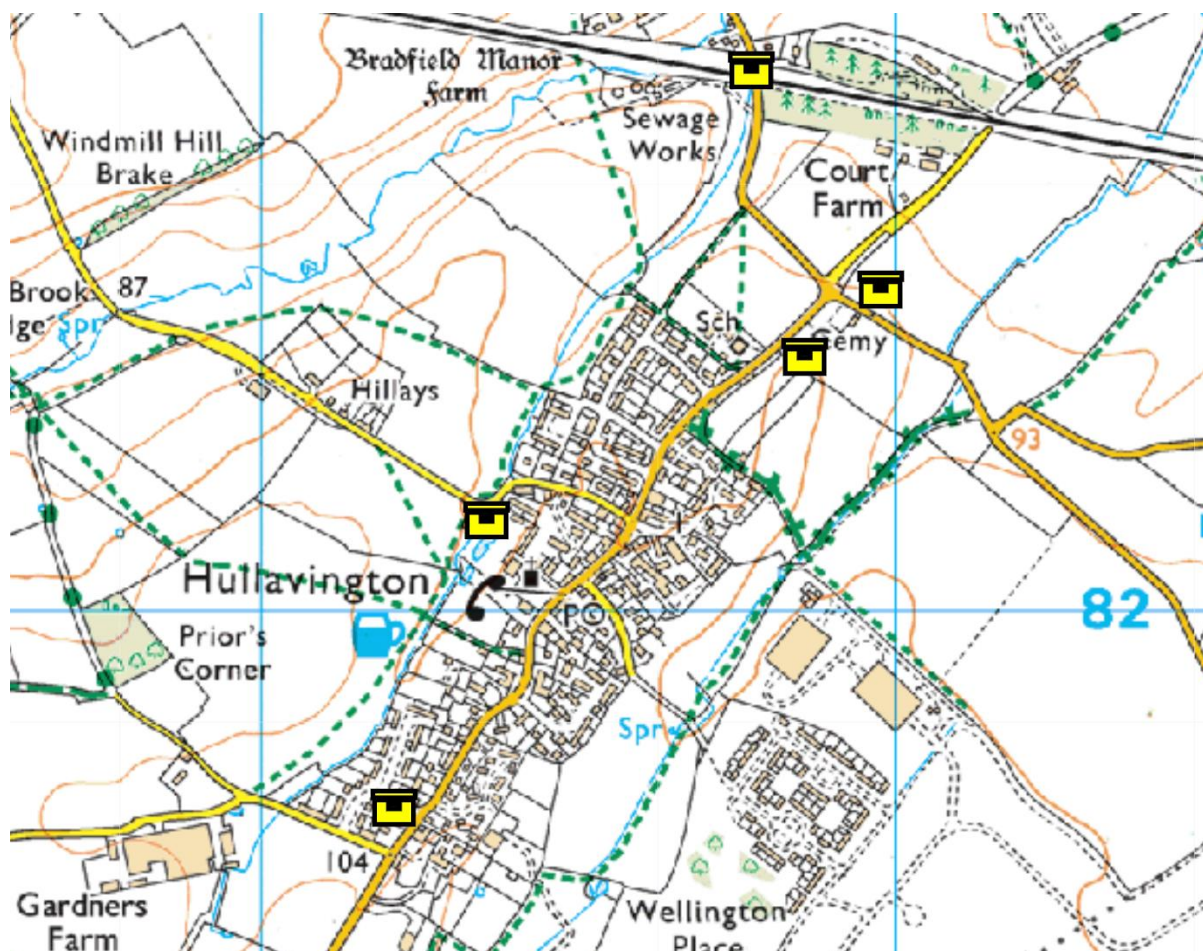 Bradfield Manor
Farm
Windmill Hill
Brake
Sewage
Works
Court
Farm
87
Brook
lge Spr
Sch
Cemy
Hillays
93
Hullavington
PO
82
Prior's
Corner
Spr
104
Gardners
Farm
Wellington
Place